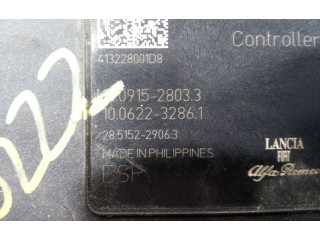 Controller
413228001D8
.0915-2803.3
10.0622-3286.1
28.5152-2906.3
MADE IN PHILIPPINES
LANCIA
FIAT
Alfa Romeo
ESP